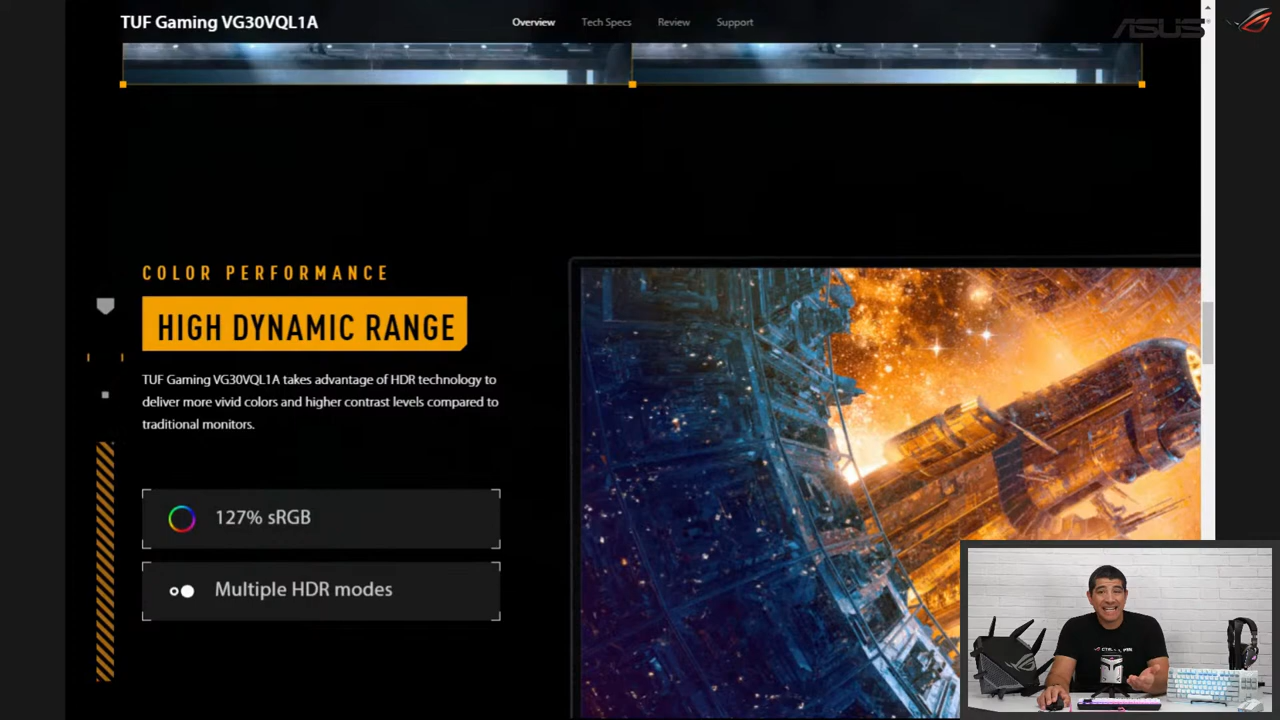 TUF Gaming VG30VQL1A
Overview
Tech Specs
Review
Support
ASUS
COLOR PERFORMANCE
HIGH DYNAMIC RANGE
TUF Gaming VG30VQL1A takes advantage of HDR technology to
deliver more vivid colors and higher contrast levels compared to
traditional monitors.
127% sRGB
Multiple HDR modes